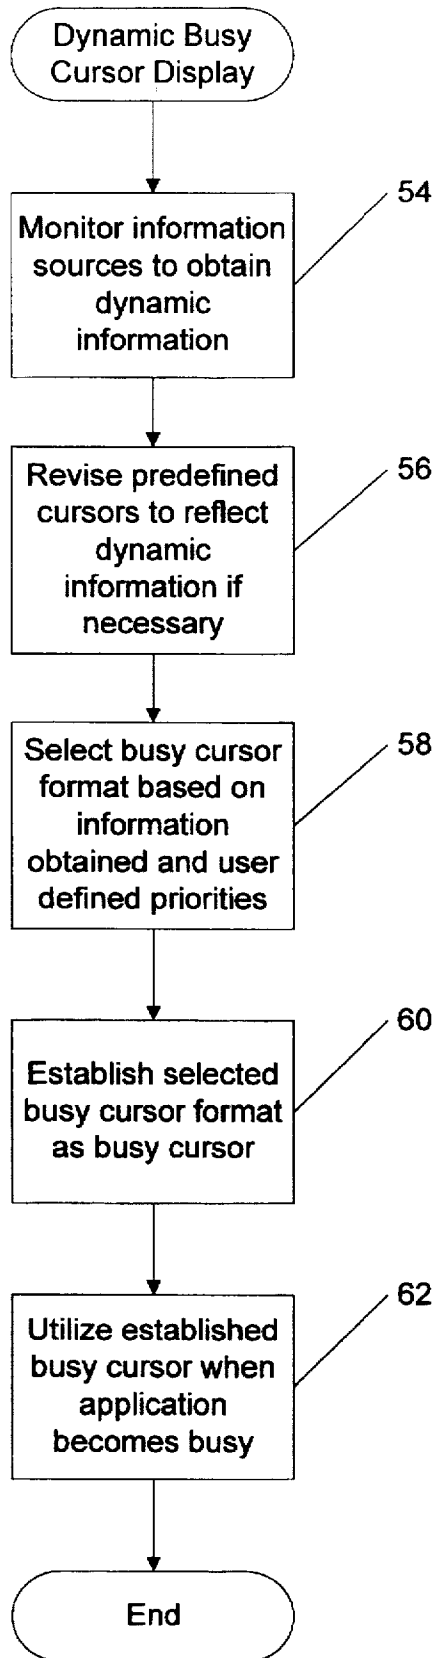 Dynamic Busy
Cursor Display
54
Monitor information
sources to obtain
dynamic
information
56
Revise predefined
cursors to reflect
dynamic
information if
necessary
58
Select busy cursor
format based on
information
obtained and user
defined priorities
60
Establish selected
busy cursor format
as busy cursor
62
Utilize established
busy cursor when
application
becomes busy
End